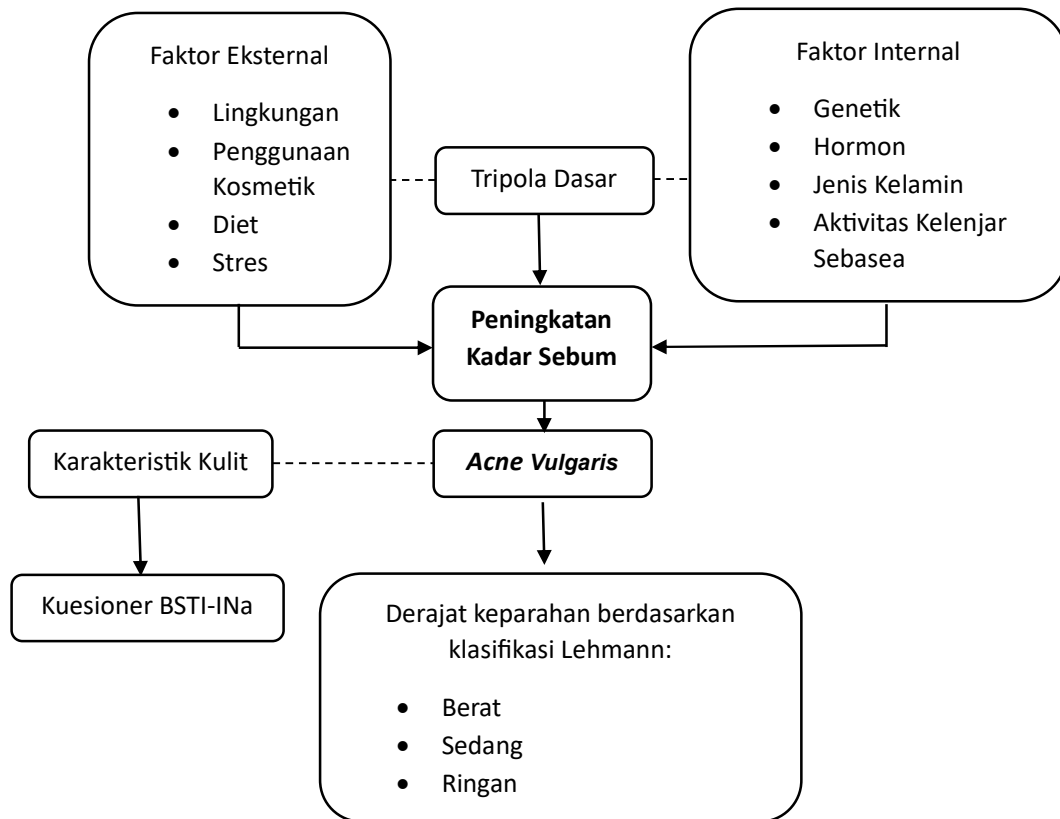 Faktor Eksternal
• Lingkungan
• Penggunaan
Kosmetik
• Diet
• Stres
Tripola Dasar
Faktor Internal
• Genetik
• Hormon
• Jenis Kelamin
• Aktivitas Kelenjar
Sebasea
Peningkatan
Kadar Sebum
Karakteristik Kulit
Acne Vulgaris
Kuesioner BSTI-INa
Derajat keparahan berdasarkan
klasifikasi Lehmann:
• Berat
• Sedang
• Ringan